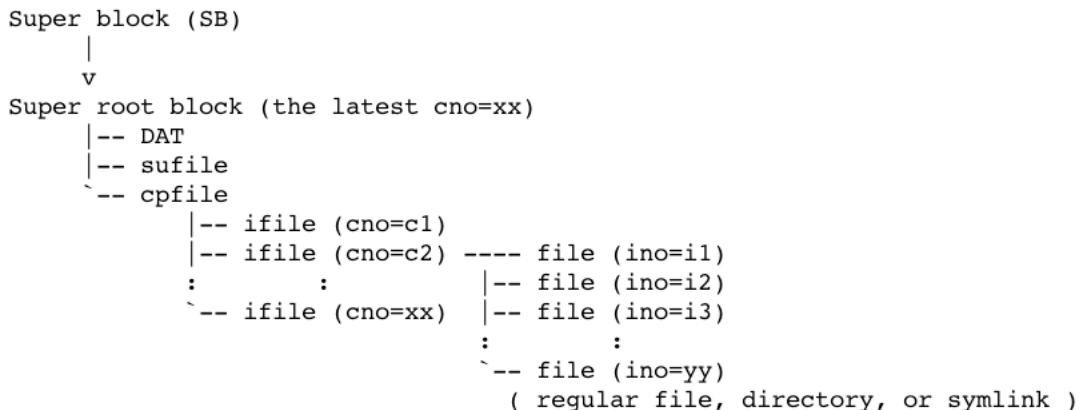 Super block (SB)
       |
       v
Super root block (the latest cno=xx)
       |-- DAT
       |-- sufile
       `-- cpfile
              |-- ifile (cno=c1)
              |-- ifile (cno=c2) ---- file (ino=i1)
              :        :          |-- file (ino=i2)
              `-- ifile (cno=xx)  |-- file (ino=i3)
                                  :        :
                                  `-- file (ino=yy)
                                    ( regular file, directory, or symlink )